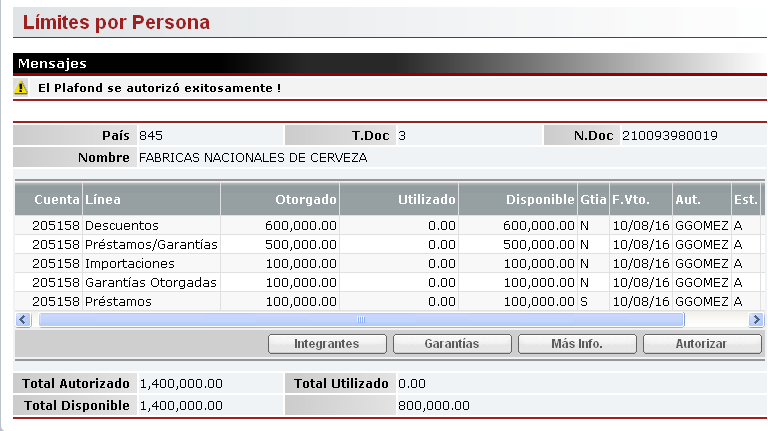 Límites por Persona
Mensajes
El Plafond se autorizó exitosamente !
País 845 T.Doc 3 N.Doc 210093980019
Nombre FABRICAS NACIONALES DE CERVEZA
Cuenta Línea Otorgado Utilizado Disponible Gtia F.Vto. Aut. Est.
205158 Descuentos 600,000.00 0.00 600,000.00 N 10/08/16 GGOMEZ A
205158 Préstamos/Garantías 500,000.00 0.00 500,000.00 N 10/08/16 GGOMEZ A
205158 Importaciones 100,000.00 0.00 100,000.00 N 10/08/16 GGOMEZ A
205158 Garantías Otorgadas 100,000.00 0.00 100,000.00 N 10/08/16 GGOMEZ A
205158 Préstamos 100,000.00 0.00 100,000.00 S 10/08/16 GGOMEZ A
Integrantes Garantías Más Info. Autorizar
Total Autorizado 1,400,000.00 Total Utilizado 0.00
Total Disponible 1,400,000.00 800,000.00